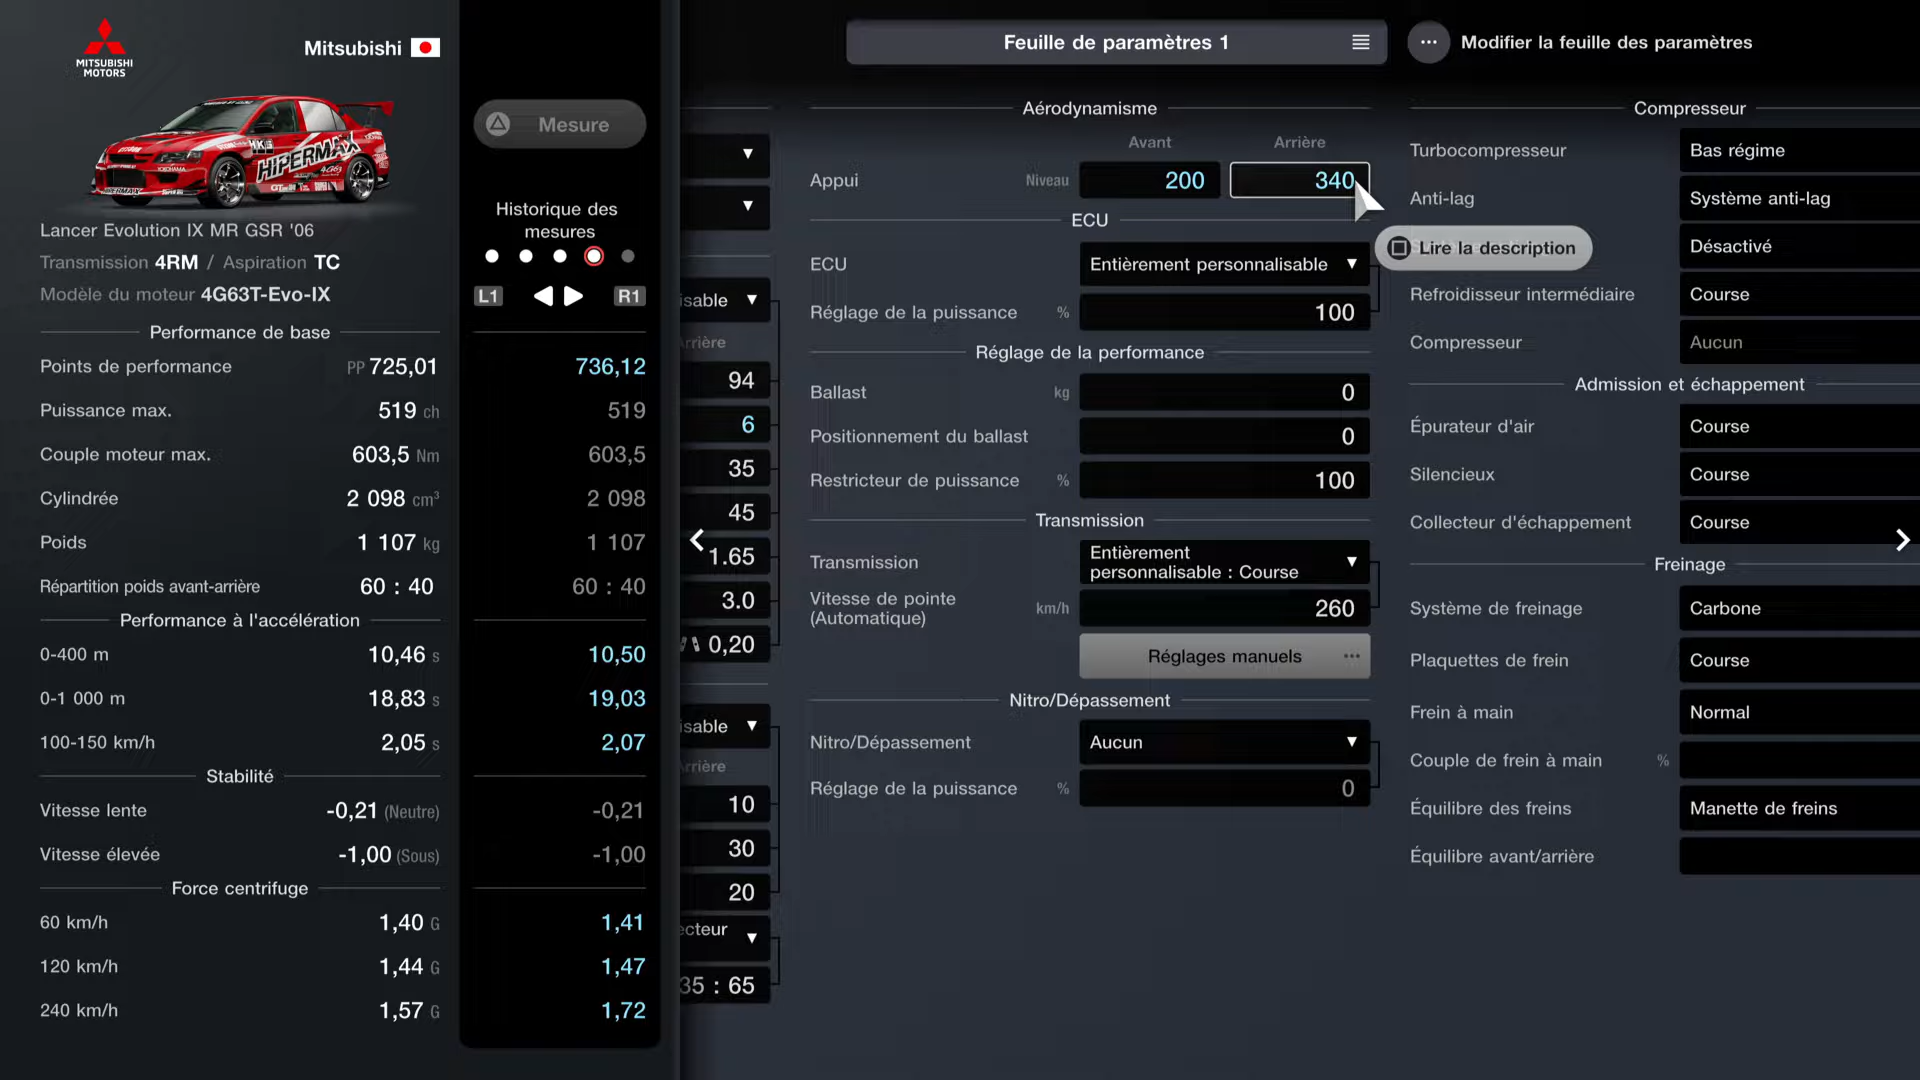 MITSUBISHI
MOTORS
Mitsubishi
HKS
HIPERMAX
HIPERMAX
Lancer Evolution IX MR GSR '06
Transmission 4RM / Aspiration TC
Modèle du moteur 4G63T-Evo-IX
Performance de base
Points de performance PP 725,01
Puissance max. 519 ch
Couple moteur max. 603,5 Nm
Cylindrée 2 098 cm³
Poids 1 107 kg
Répartition poids avant-arrière 60 : 40
Performance à l'accélération
0-400 m 10,46 s
0-1 000 m 18,83 s
100-150 km/h 2,05 s
Stabilité
Vitesse lente -0,21 (Neutre)
Vitesse élevée -1,00 (Sous)
Force centrifuge
60 km/h 1,40 G
120 km/h 1,44 G
240 km/h 1,57 G
Mesure
Historique des
mesures
L1 R1
736,12
519
603,5
2 098
1 107
60 : 40
10,50
19,03
2,07
-0,21
-1,00
1,41
1,47
1,72
isable
Arrière
94
6
35
45
1.65
3.0
0,20
isable
Arrière
10
30
20
ecteur
35 : 65
Feuille de paramètres 1
Modifier la feuille des paramètres
Aérodynamisme
Avant Arrière
Appui Niveau 200 340
ECU
ECU Entièrement personnalisable
Réglage de la puissance % 100
Réglage de la performance
Ballast kg 0
Positionnement du ballast 0
Restricteur de puissance % 100
Transmission
Transmission Entièrement
personnalisable : Course
Vitesse de pointe
(Automatique) km/h 260
Réglages manuels
Nitro/Dépassement
Nitro/Dépassement Aucun
Réglage de la puissance % 0
Compresseur
Turbocompresseur Bas régime
Anti-lag Système anti-lag
Lire la description
Désactivé
Refroidisseur intermédiaire Course
Compresseur Aucun
Admission et échappement
Épurateur d'air Course
Silencieux Course
Collecteur d'échappement Course
Freinage
Système de freinage Carbone
Plaquettes de frein Course
Frein à main Normal
Couple de frein à main %
Équilibre des freins Manette de freins
Équilibre avant/arrière